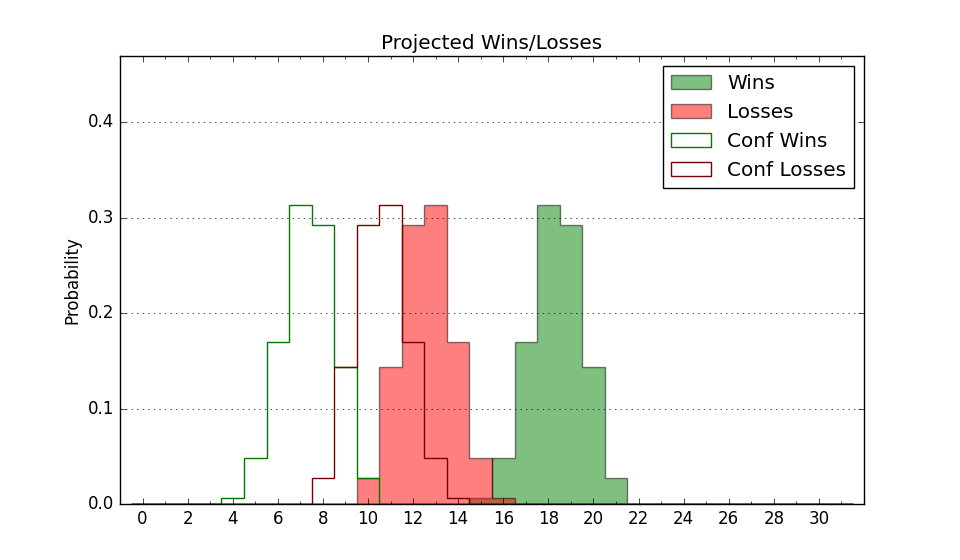 Projected Wins/Losses
Wins
Losses
Conf Wins
Conf Losses
Probability
0.4
0.3
0.2
0.1
0.0
0 2 4 6 8 10 12 14 16 18 20 22 24 26 28 30